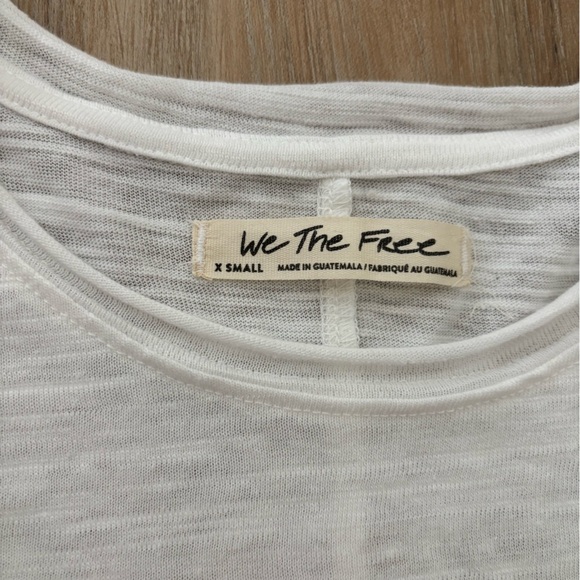 We The Free
X SMALL MADE IN GUATEMALA / FABRIQUÉ AU GUATEMALA